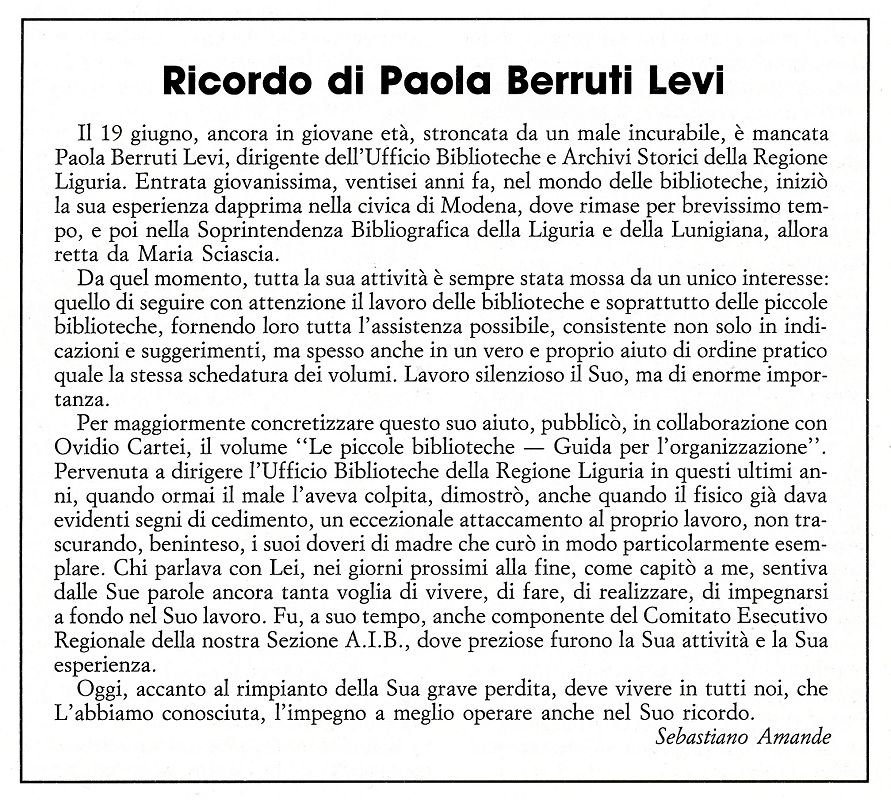 Ricordo di Paola Berruti Levi
Il 19 giugno, ancora in giovane età, stroncata da un male incurabile, è mancata
Paola Berruti Levi, dirigente dell'Ufficio Biblioteche e Archivi Storici della Regione
Liguria. Entrata giovanissima, ventisei anni fa, nel mondo delle biblioteche, iniziò
la sua esperienza dapprima nella civica di Modena, dove rimase per brevissimo tem-
po, e poi nella Soprintendenza Bibliografica della Liguria e della Lunigiana, allora
retta da Maria Sciascia.
Da quel momento, tutta la sua attività è sempre stata mossa da un unico interesse:
quello di seguire con attenzione il lavoro delle biblioteche e soprattutto delle piccole
biblioteche, fornendo loro tutta l'assistenza possibile, consistente non solo in indi-
cazioni e suggerimenti, ma spesso anche in un vero e proprio aiuto di ordine pratico
quale la stessa schedatura dei volumi. Lavoro silenzioso il Suo, ma di enorme impor-
tanza.
Per maggiormente concretizzare questo suo aiuto, pubblicò, in collaborazione con
Ovidio Cartei, il volume ‘‘Le piccole biblioteche — Guida per l'organizzazione’’.
Pervenuta a dirigere l'Ufficio Biblioteche della Regione Liguria in questi ultimi an-
ni, quando ormai il male l'aveva colpita, dimostrò, anche quando il fisico già dava
evidenti segni di cedimento, un eccezionale attaccamento al proprio lavoro, non tra-
scurando, beninteso, i suoi doveri di madre che curò in modo particolarmente esem-
plare. Chi parlava con Lei, nei giorni prossimi alla fine, come capitò a me, sentiva
dalle Sue parole ancora tanta voglia di vivere, di fare, di realizzare, di impegnarsi
a fondo nel Suo lavoro. Fu, a suo tempo, anche componente del Comitato Esecutivo
Regionale della nostra Sezione A.I.B., dove preziose furono la Sua attività e la Sua
esperienza.
Oggi, accanto al rimpianto della Sua grave perdita, deve vivere in tutti noi, che
L'abbiamo conosciuta, l'impegno a meglio operare anche nel Suo ricordo.
Sebastiano Amande